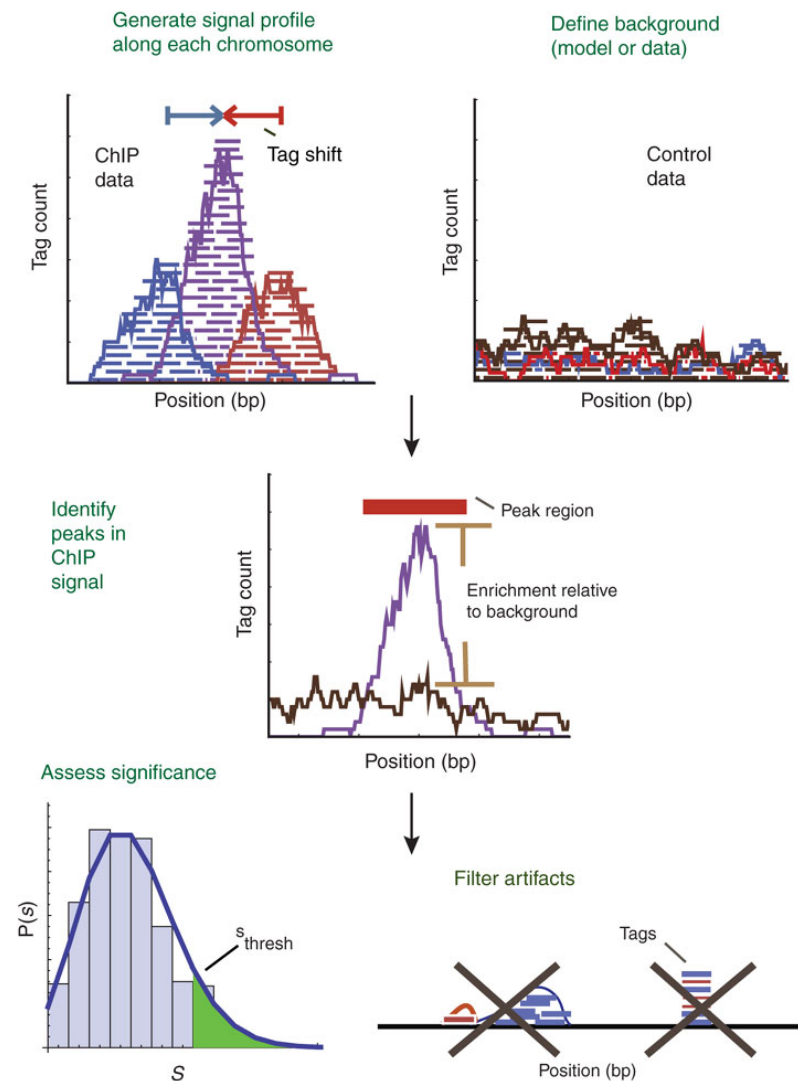 Generate signal profile
along each chromosome
Define background
(model or data)
ChIP
data
Tag shift
Tag count
Position (bp)
Control
data
Tag count
Position (bp)
Identify
peaks in
ChIP
signal
Peak region
Enrichment relative
to background
Tag count
Position (bp)
Assess significance
P(s)
s
thresh
S
Filter artifacts
Tags
Position (bp)